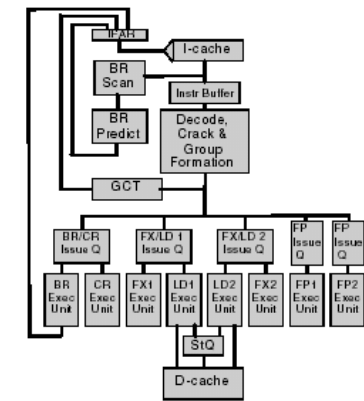 IFAR
I-cache
BR
Scan
Instr Buffer
BR
Predict
Decode,
Crack &
Group
Formation
GCT
BR/CR
Issue Q
FX/LD 1
Issue Q
FX/LD 2
Issue Q
FP
Issue
Q
FP
Issue
Q
BR
Exec
Unit
CR
Exec
Unit
FX1
Exec
Unit
LD1
Exec
Unit
LD2
Exec
Unit
FX2
Exec
Unit
FP1
Exec
Unit
FP2
Exec
Unit
StQ
D-cache